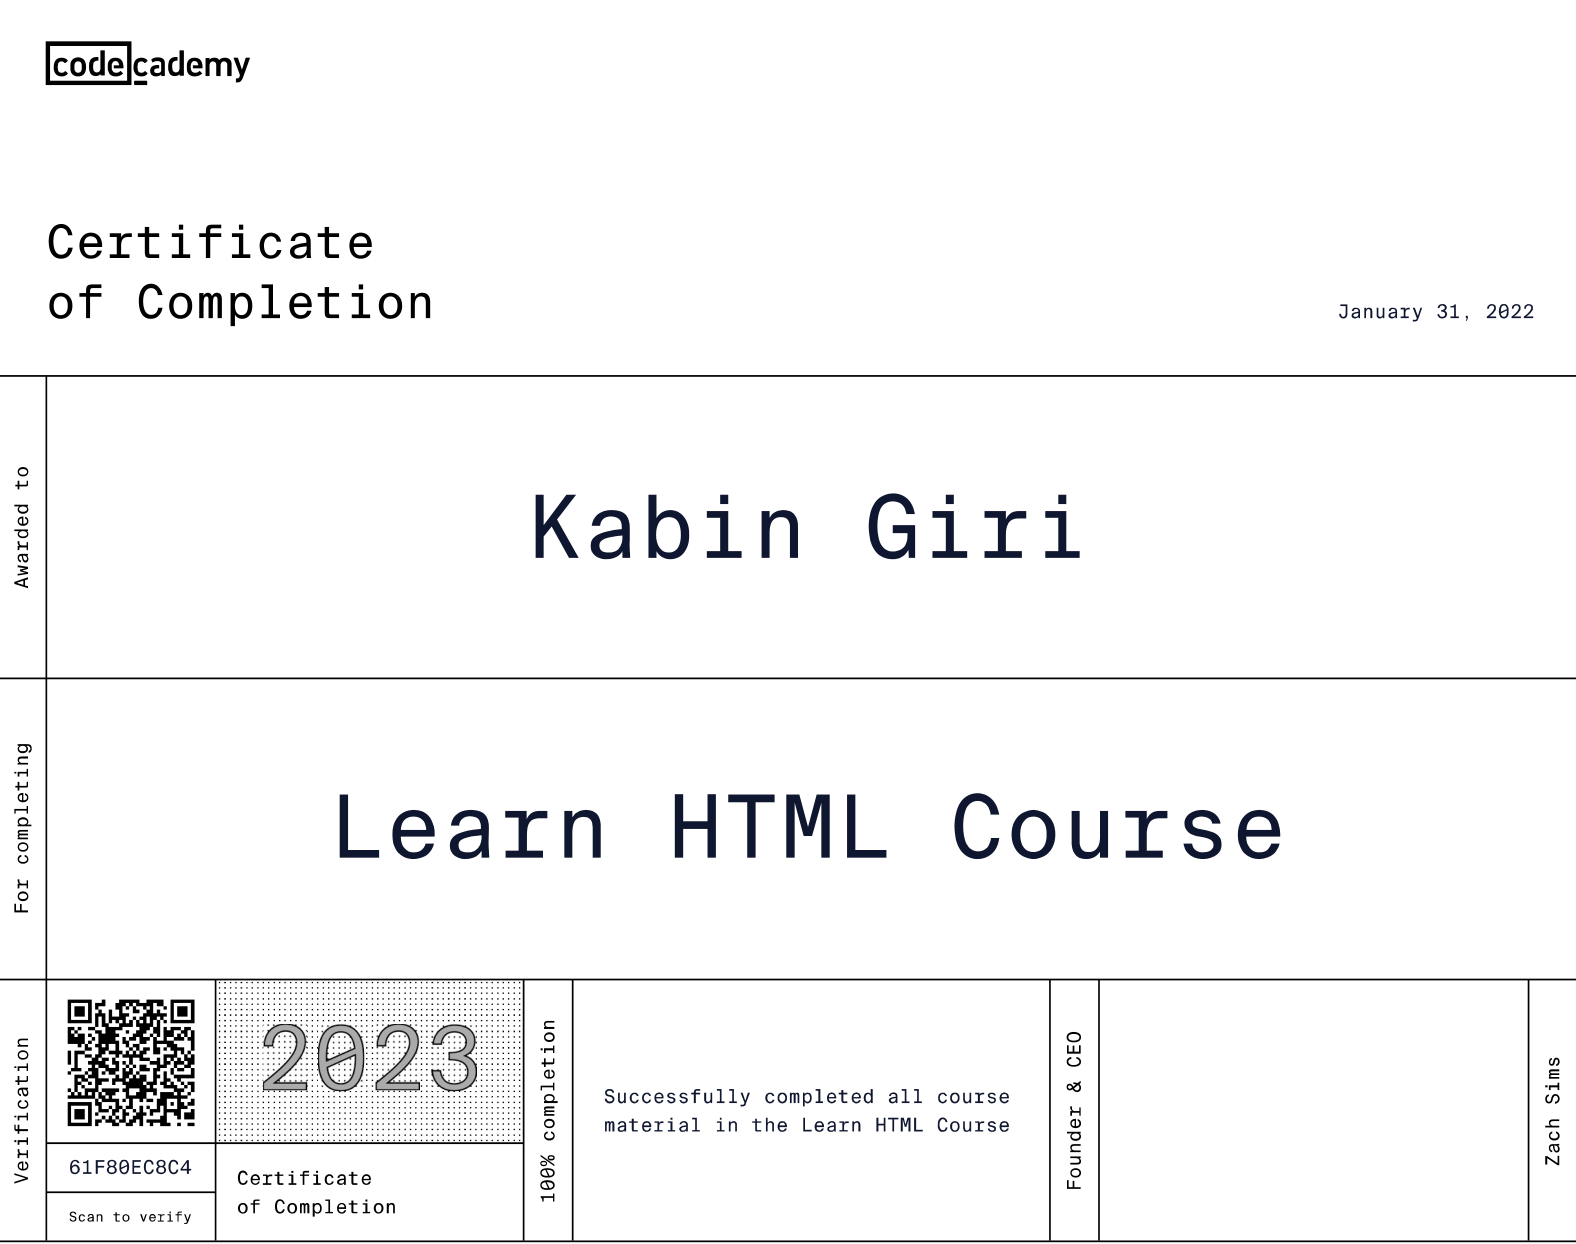 codecademy
Certificate
of Completion
January 31, 2022
Awarded to
Kabin Giri
For completing
Learn HTML Course
Verification
61F80EC8C4
Scan to verify
2023
Certificate
of Completion
100% completion
Successfully completed all course
material in the Learn HTML Course
Founder & CEO
Zach Sims